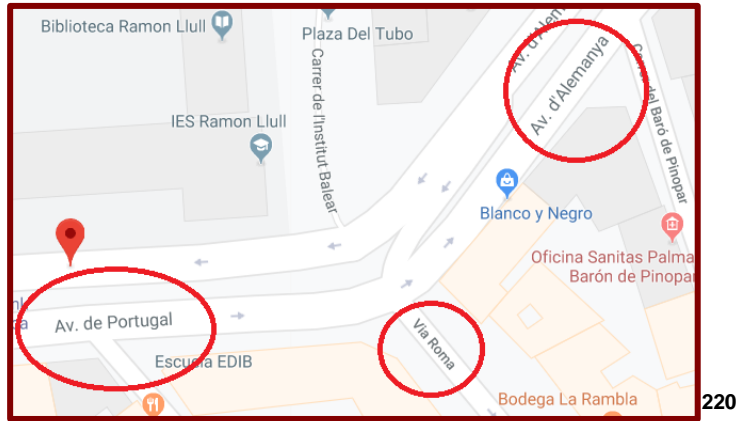 Biblioteca Ramon Llull
Plaza Del Tubo
Av. d'Alem
Av. d'Alemanya
Carrer del Baró de Pinopar
Carrer de l'Institut Balear
IES Ramon Llull
Blanco y Negro
Oficina Sanitas Palma
Barón de Pinopar
Av. de Portugal
Via Roma
Escuela EDIB
Bodega La Rambla
220